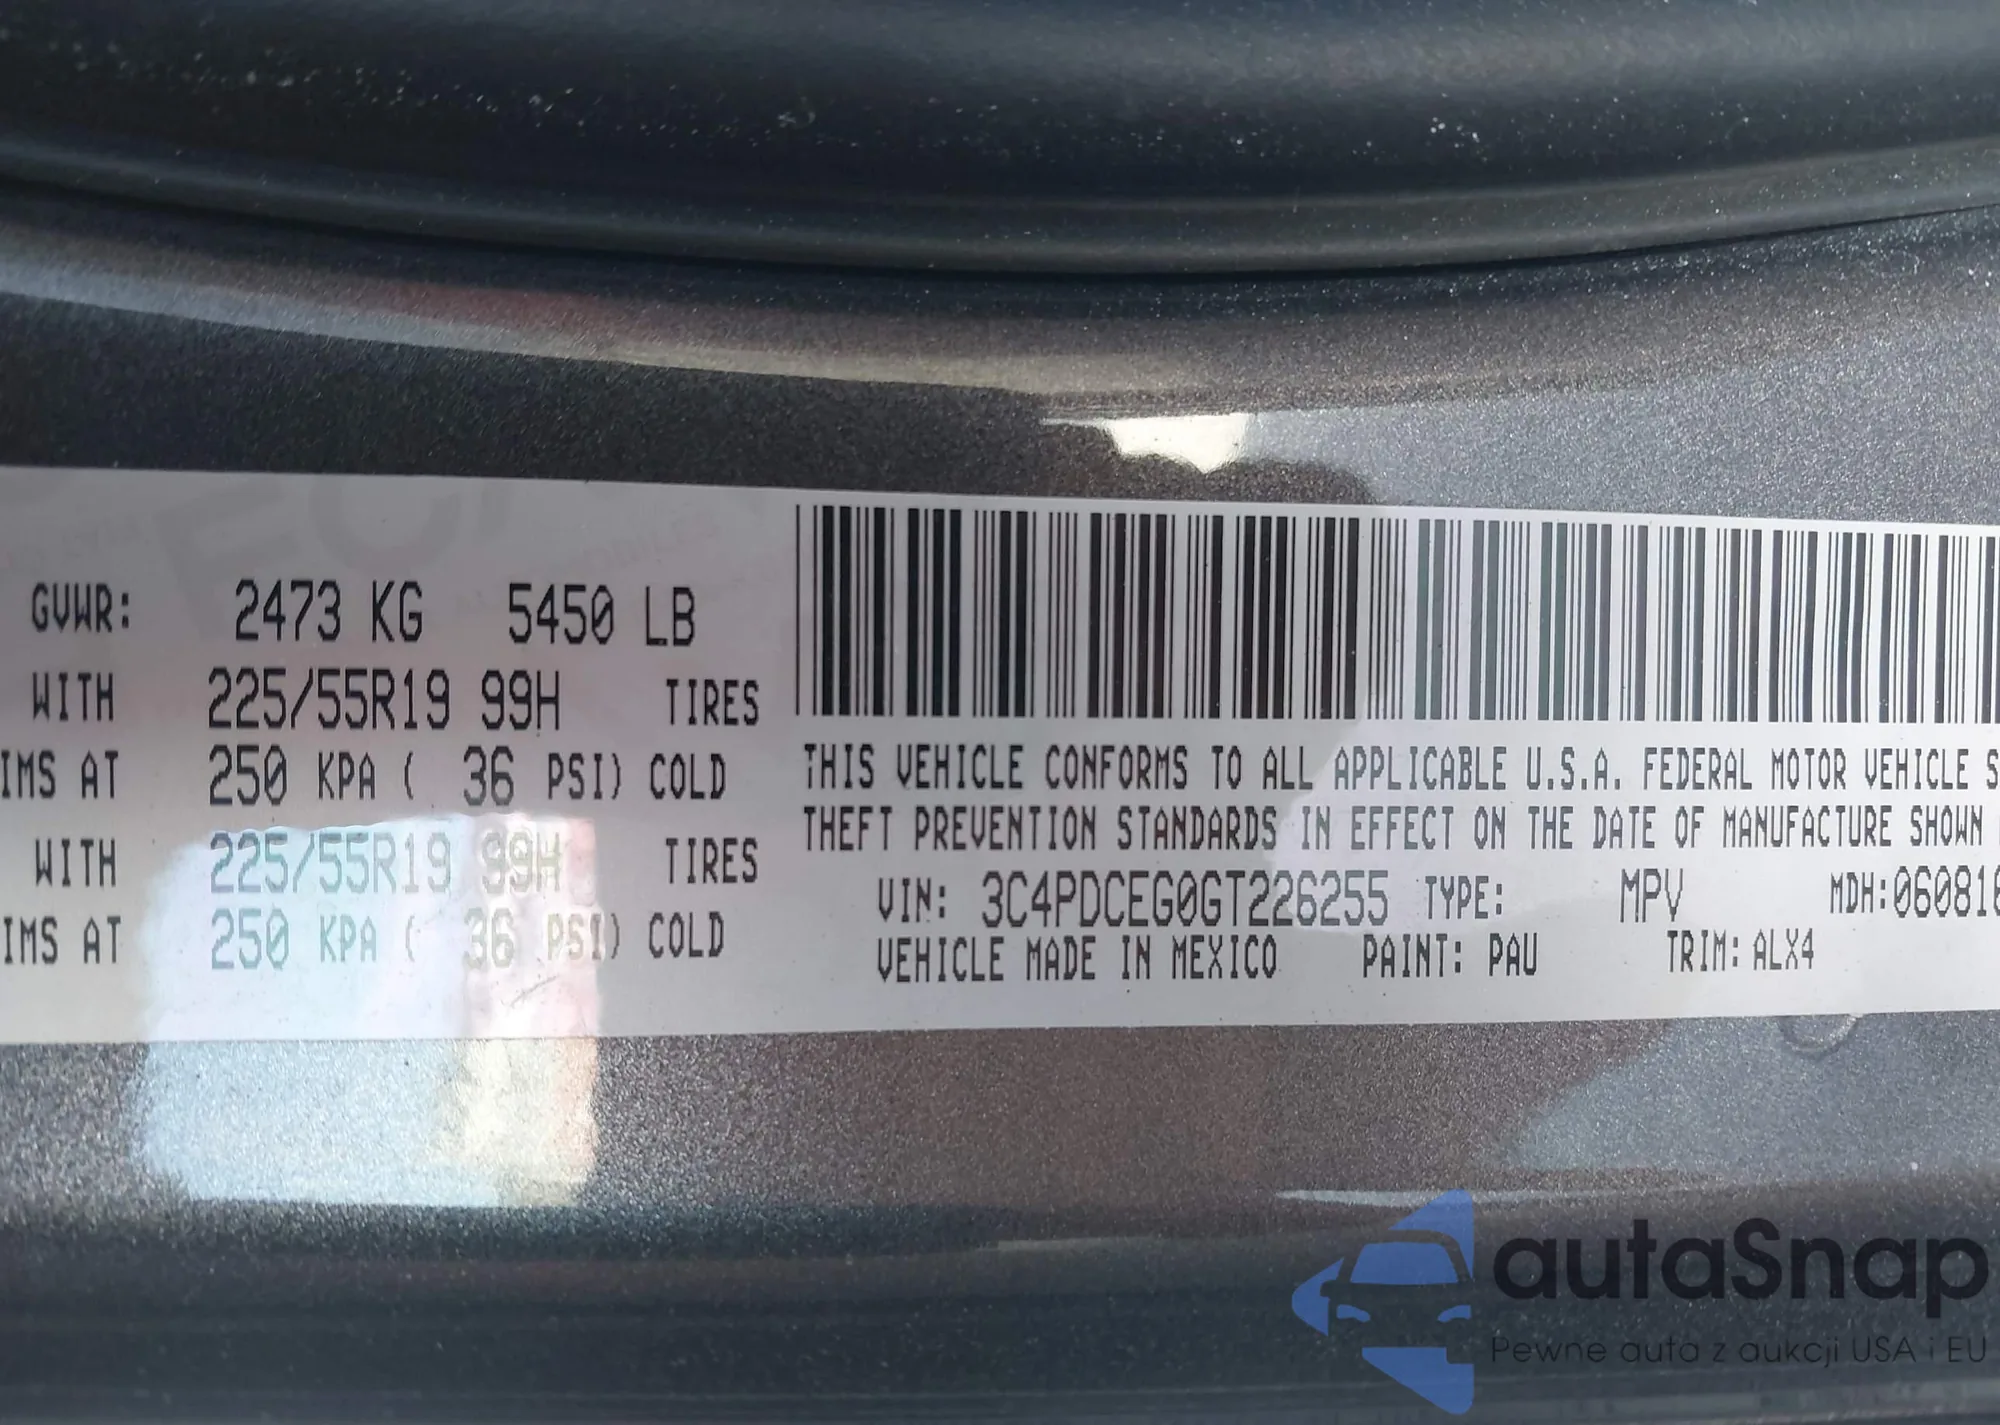 GVWR: 2473 KG 5450 LB
WITH 225/55R19 99H TIRES
IMS AT 250 KPA ( 36 PSI) COLD
WITH 225/55R19 99H TIRES
IMS AT 250 KPA ( 36 PSI) COLD
THIS VEHICLE CONFORMS TO ALL APPLICABLE U.S.A. FEDERAL MOTOR VEHICLE S
THEFT PREVENTION STANDARDS IN EFFECT ON THE DATE OF MANUFACTURE SHOWN
VIN: 3C4PDCEG0GT226255 TYPE: MPV MDH:060816
VEHICLE MADE IN MEXICO PAINT: PAU TRIM: ALX4
autaSnap
Pewne auta z aukcji USA i EU